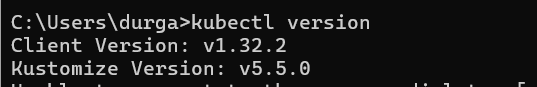 C:\Users\durga>kubectl version
Client Version: v1.32.2
Kustomize Version: v5.5.0